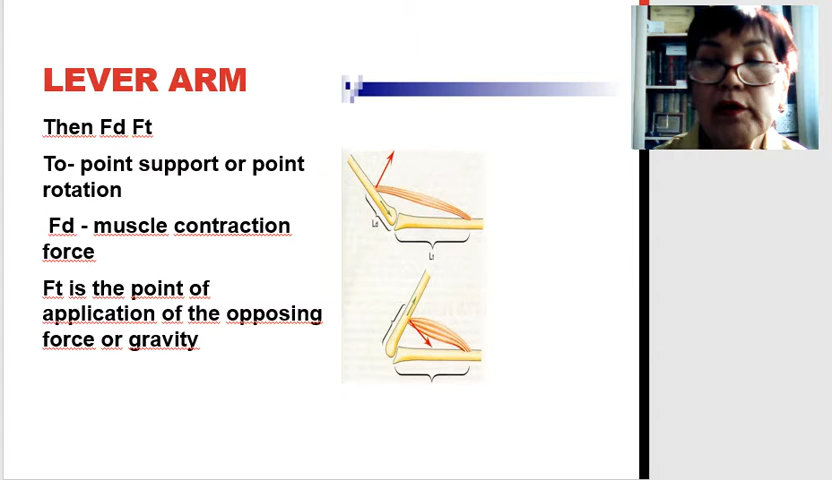 LEVER ARM
Then Fd Ft
To- point support or point
rotation
Fd - muscle contraction
force
Ft is the point of
application of the opposing
force or gravity